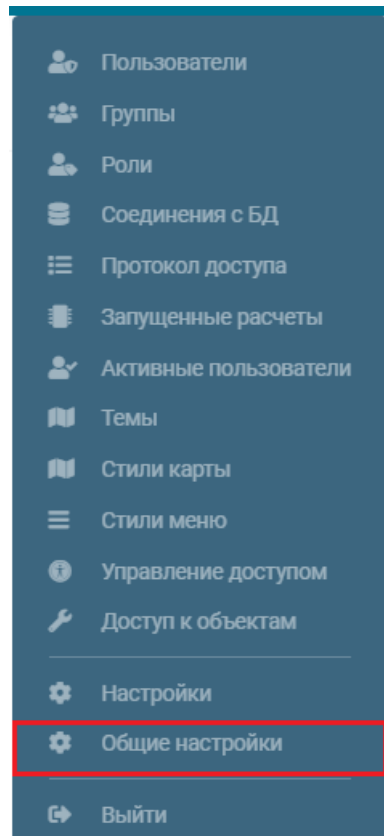 Пользователи
Группы
Роли
Соединения с БД
Протокол доступа
Запущенные расчеты
Активные пользователи
Темы
Стили карты
Стили меню
Управление доступом
Доступ к объектам
Настройки
Общие настройки
Выйти